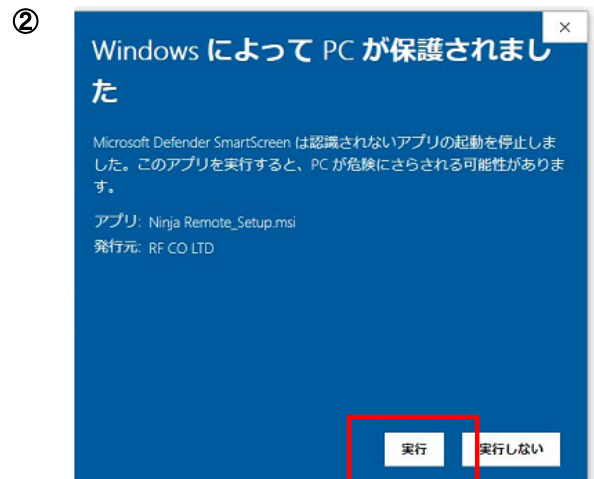 ②
×
Windows によって PC が保護されまし
た
Microsoft Defender SmartScreen は認識されないアプリの起動を停止しま
した。このアプリを実行すると、PC が危険にさらされる可能性がありま
す。
アプリ: Ninja Remote_Setup.msi
発行元: RF CO LTD
実行 実行しない